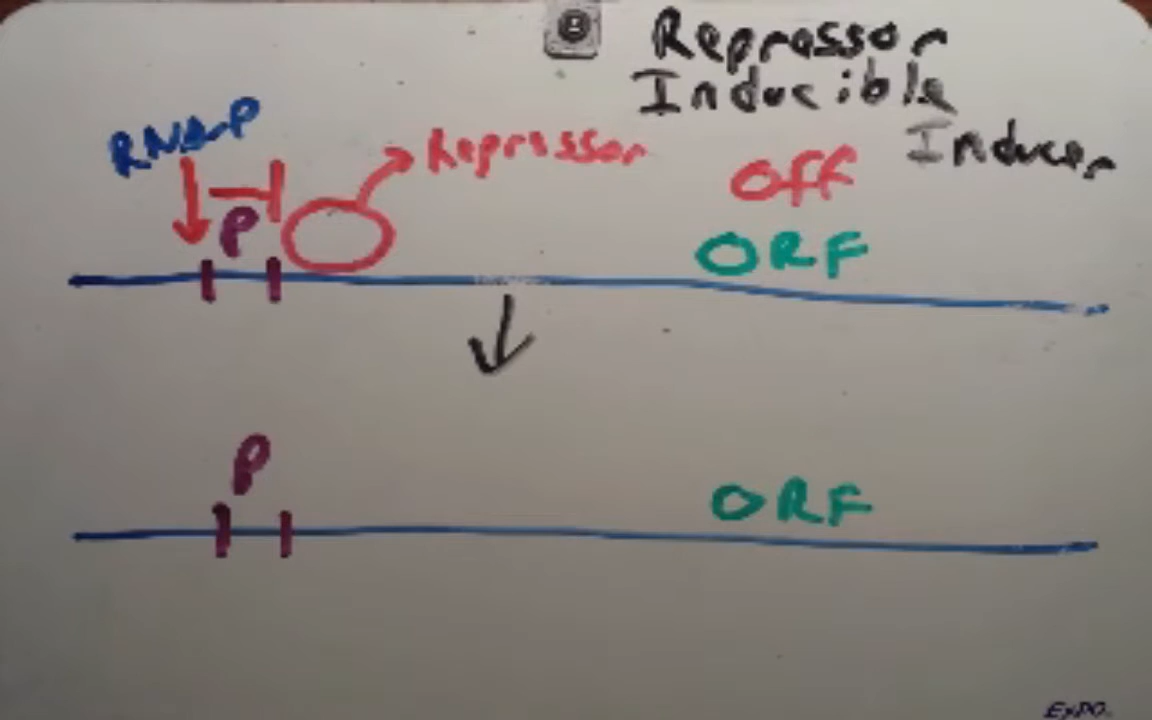 Repressor
Inducible
Inducer
RNAP
Repressor
Off
P
ORF
P
ORF
EXPO